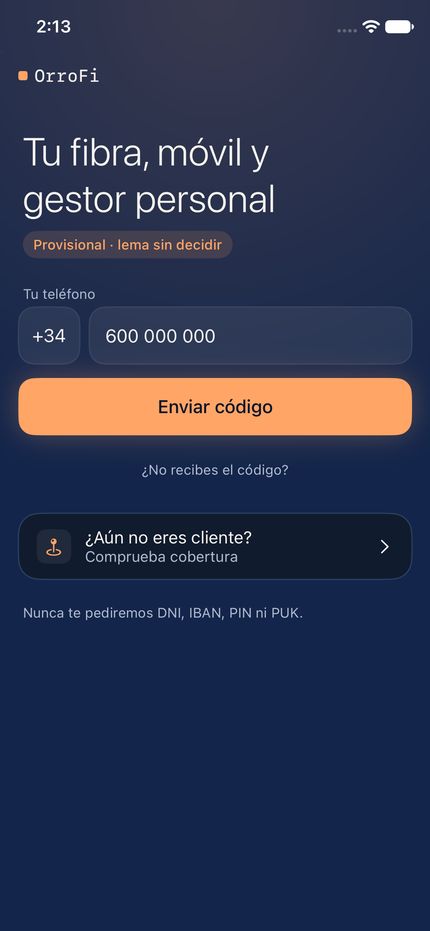 2:13
OrroFi
Tu fibra, móvil y
gestor personal
Provisional · lema sin decidir
Tu teléfono
+34
600 000 000
Enviar código
¿No recibes el código?
¿Aún no eres cliente?
Comprueba cobertura
Nunca te pediremos DNI, IBAN, PIN ni PUK.